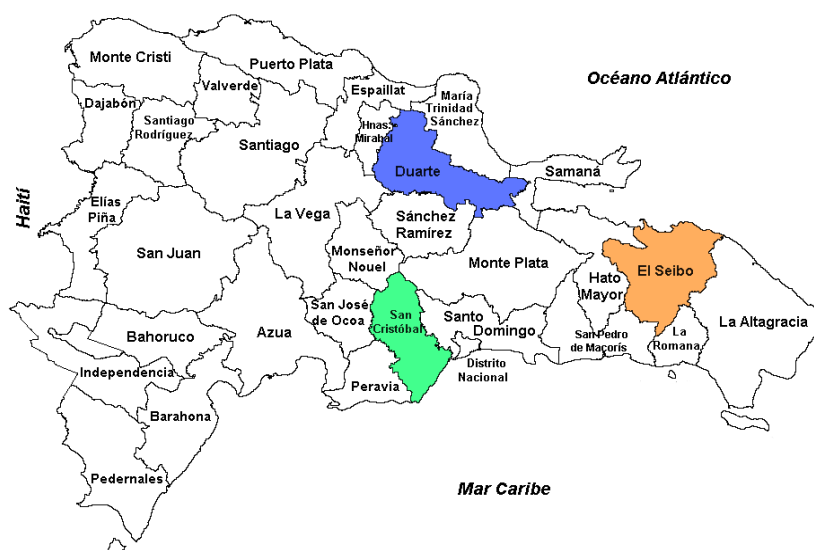 Monte Cristi
Puerto Plata
Océano Atlántico
Valverde
Espaillat
María
Trinidad
Sánchez
Dajabón
Santiago
Rodríguez
Santiago
Hnas.
Mirabal
Duarte
Samaná
Haití
Elías
Piña
La Vega
Sánchez
Ramírez
San Juan
Monseñor
Nouel
Monte Plata
El Seibo
Hato
Mayor
San José
de Ocoa
San
Cristóbal
Santo
Domingo
La Altagracia
Bahoruco
Azua
San Pedro
de Macorís
La
Romana
Independencia
Peravia
Distrito
Nacional
Barahona
Pedernales
Mar Caribe